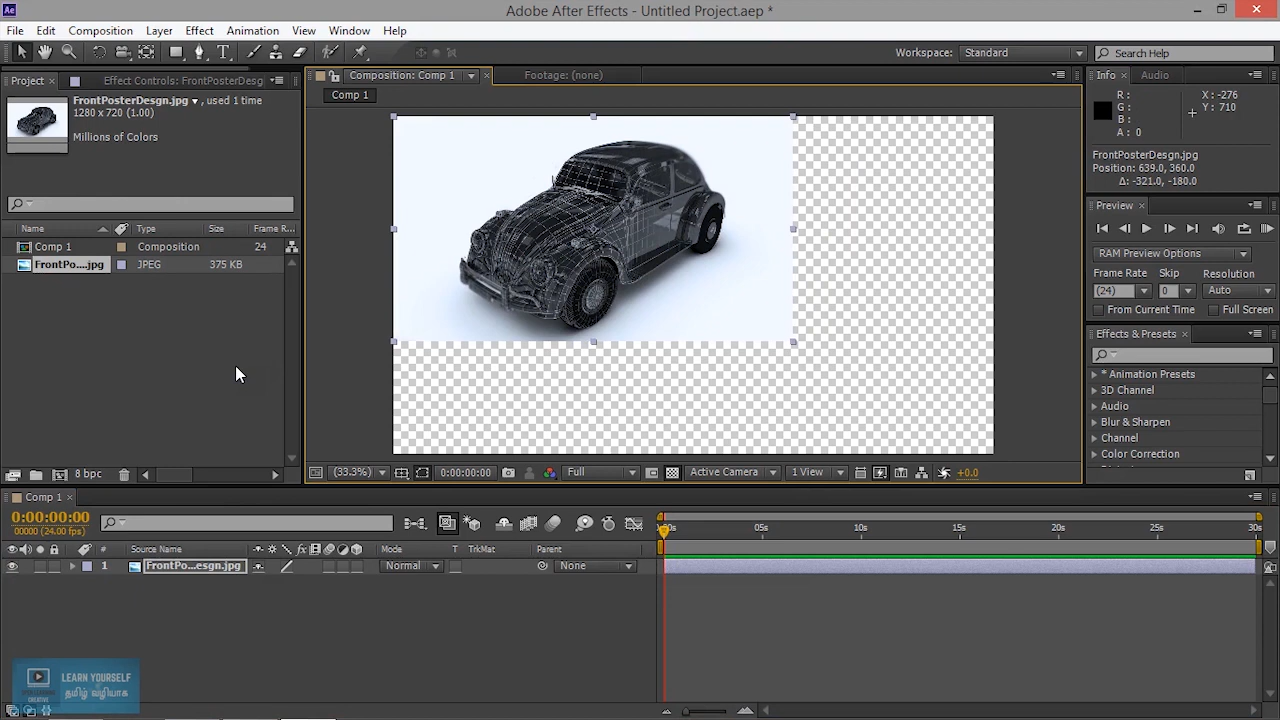 Adobe After Effects - Untitled Project.aep *
File Edit Composition Layer Effect Animation View Window Help
Workspace: Standard Search Help
Project Effect Controls: FrontPosterDesg
Composition: Comp 1 Footage: (none)
Info Audio
FrontPosterDesgn.jpg , used 1 time
1280 x 720 (1.00)
Millions of Colors
Comp 1
R : X : -276
G : Y : 710
B :
A : 0
FrontPosterDesgn.jpg
Position: 639.0, 360.0
Δ: -321.0, -180.0
Preview
RAM Preview Options
Frame Rate Skip Resolution
(24) 0 Auto
From Current Time Full Screen
Effects & Presets
* Animation Presets
3D Channel
Audio
Blur & Sharpen
Channel
Color Correction
Name Type Size Frame R...
Comp 1 Composition 24
FrontPo....jpg JPEG 375 KB
8 bpc
(33.3%) 0:00:00:00 Full Active Camera 1 View +0.0
Comp 1
0:00:00:00
00000 (24.00 fps)
05s 10s 15s 20s 25s 30s
# Source Name fx Mode T TrkMat Parent
1 FrontPo...esgn.jpg Normal None
LEARN YOURSELF
தமிழ் வழியாக
CREATIVE